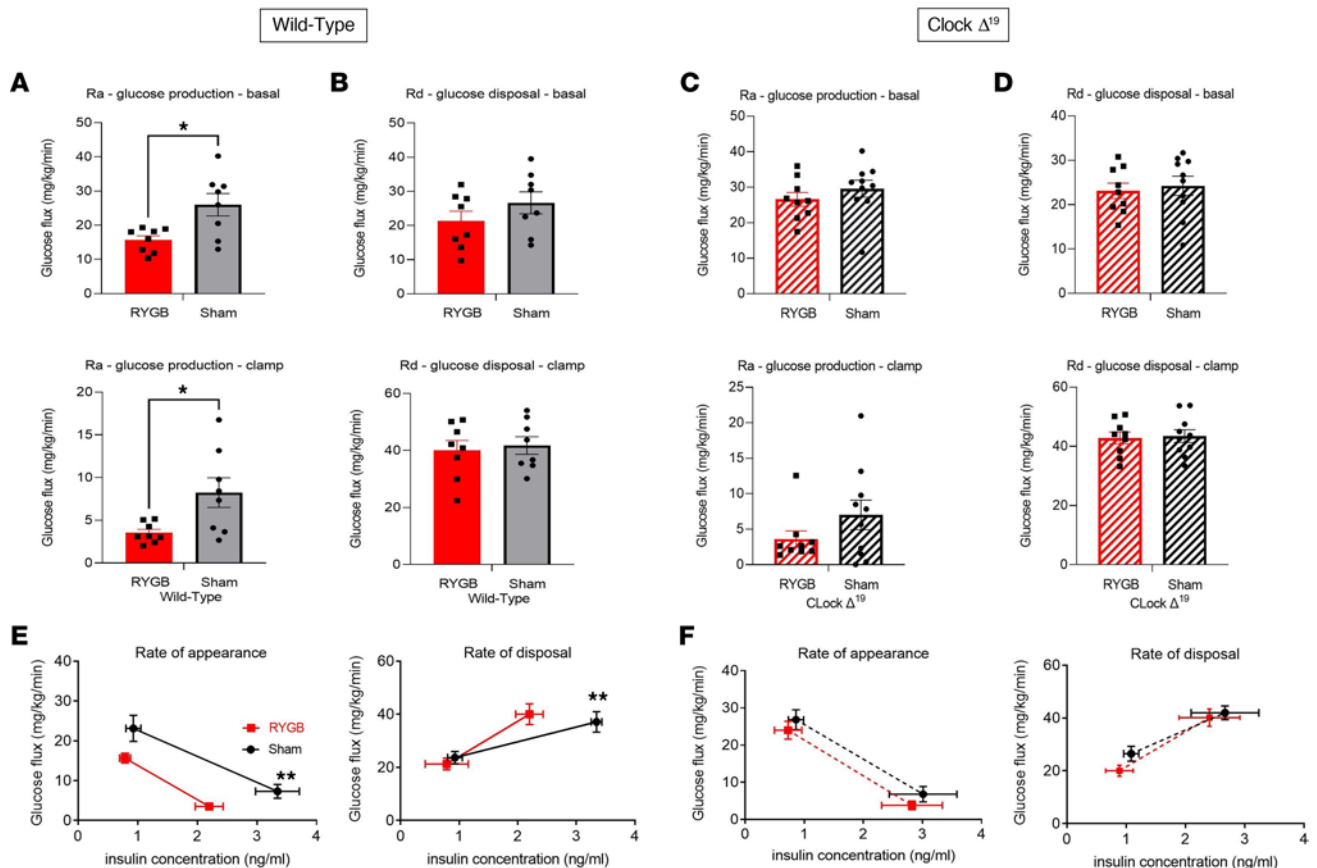 Wild-Type
Clock Δ¹⁹
A
Ra - glucose production - basal
Glucose flux (mg/kg/min)
50
40
30
20
10
0
*
RYGB
Sham
B
Rd - glucose disposal - basal
Glucose flux (mg/kg/min)
50
40
30
20
10
0
RYGB
Sham
C
Ra - glucose production - basal
Glucose flux (mg/kg/min)
50
40
30
20
10
0
RYGB
Sham
D
Rd - glucose disposal - basal
Glucose flux (mg/kg/min)
40
30
20
10
0
RYGB
Sham
Ra - glucose production - clamp
Glucose flux (mg/kg/min)
20
15
10
5
0
*
RYGB
Sham
Wild-Type
Rd - glucose disposal - clamp
Glucose flux (mg/kg/min)
60
40
20
0
RYGB
Sham
Wild-Type
Ra - glucose production - clamp
Glucose flux (mg/kg/min)
25
20
15
10
5
0
RYGB
Sham
CLock Δ¹⁹
Rd - glucose disposal - clamp
Glucose flux (mg/kg/min)
60
40
20
0
RYGB
Sham
CLock Δ¹⁹
E
Rate of appearance
Glucose flux (mg/kg/min)
40
30
20
10
0
RYGB
Sham
**
0 1 2 3 4
insulin concentration (ng/ml)
Rate of disposal
Glucose flux (mg/kg/min)
60
40
20
0
**
0 1 2 3 4
insulin concentration (ng/ml)
F
Rate of appearance
Glucose flux (mg/kg/min)
40
30
20
10
0
0 1 2 3 4
insulin concentration (ng/ml)
Rate of disposal
Glucose flux (mg/kg/min)
60
40
20
0
0 1 2 3 4
insulin concentration (ng/ml)